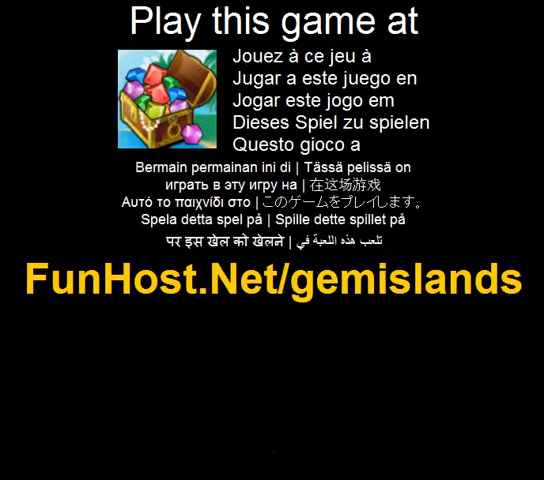 Play this game at
Jouez à ce jeu à
Jugar a este juego en
Jogar este jogo em
Dieses Spiel zu spielen
Questo gioco a
Bermain permainan ini di | Tässä pelissä on
играть в эту игру на | 在这场游戏
Αυτό το παιχνίδι στο | このゲームをプレイします。
Spela detta spel på | Spille dette spillet på
पर इस खेल को खेलने | تلعب هذه اللعبة في
FunHost.Net/gemislands